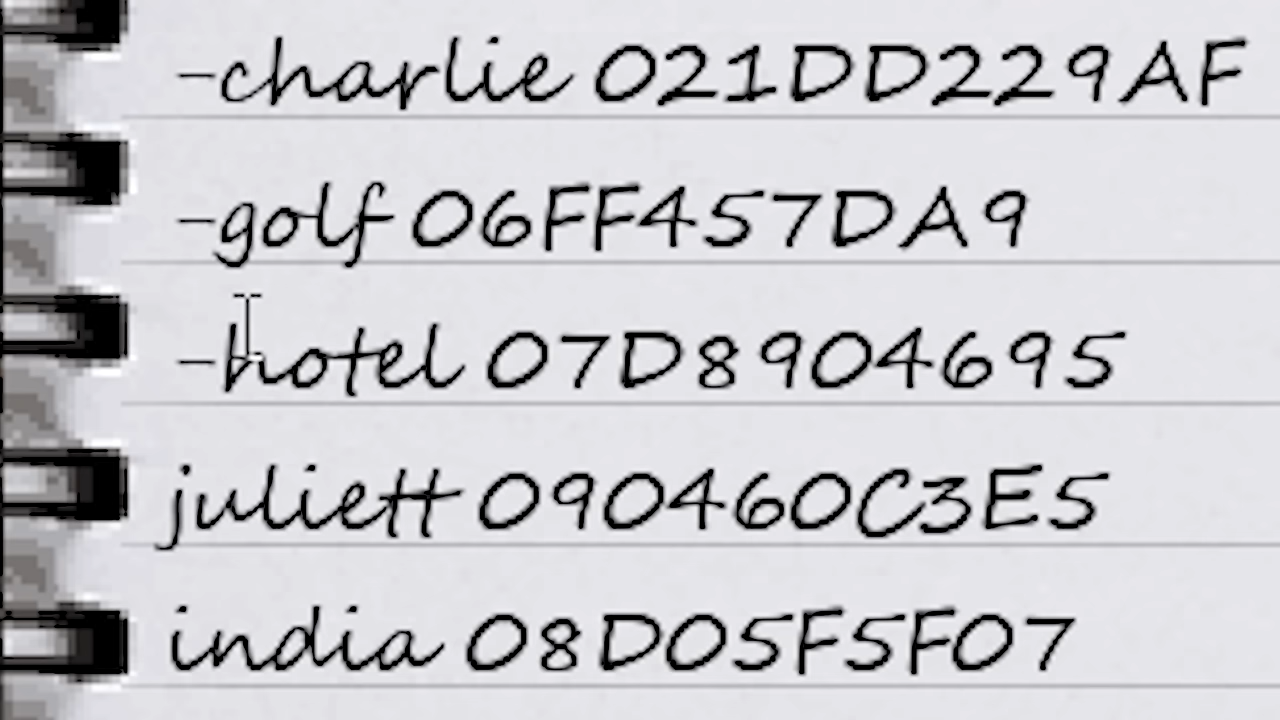 -charlie 021DD229AF
-golf 06FF457DA9
-hotel 07D8904695
juliett 090460C3E5
india 08D05F5F07